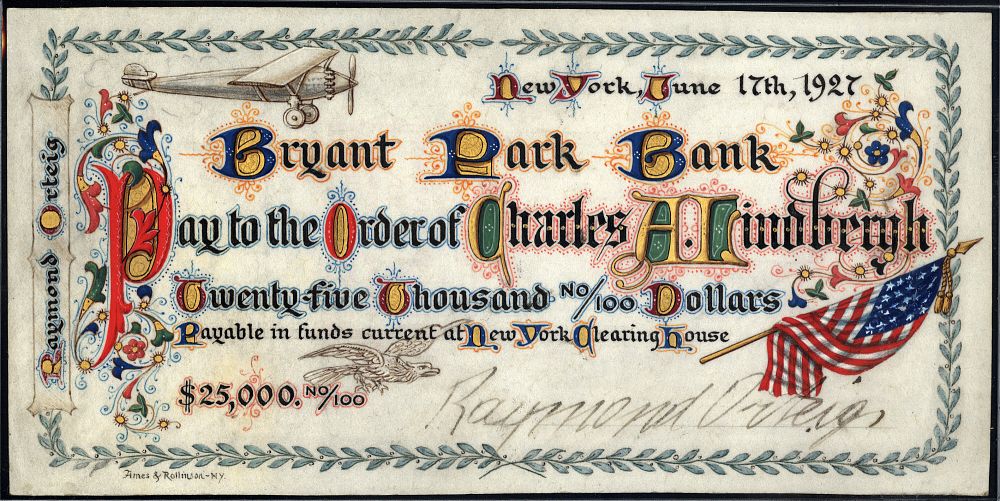 New York, June 17th, 1927
Raymond Orteig
Bryant Park Bank
Pay to the Order of Charles A. Lindbergh
Twenty-five Thousand No/100 Dollars
Payable in funds current at New York Clearing House
$25,000. No/100
Raymond Orteig
Ames & Rollinson-N.Y.